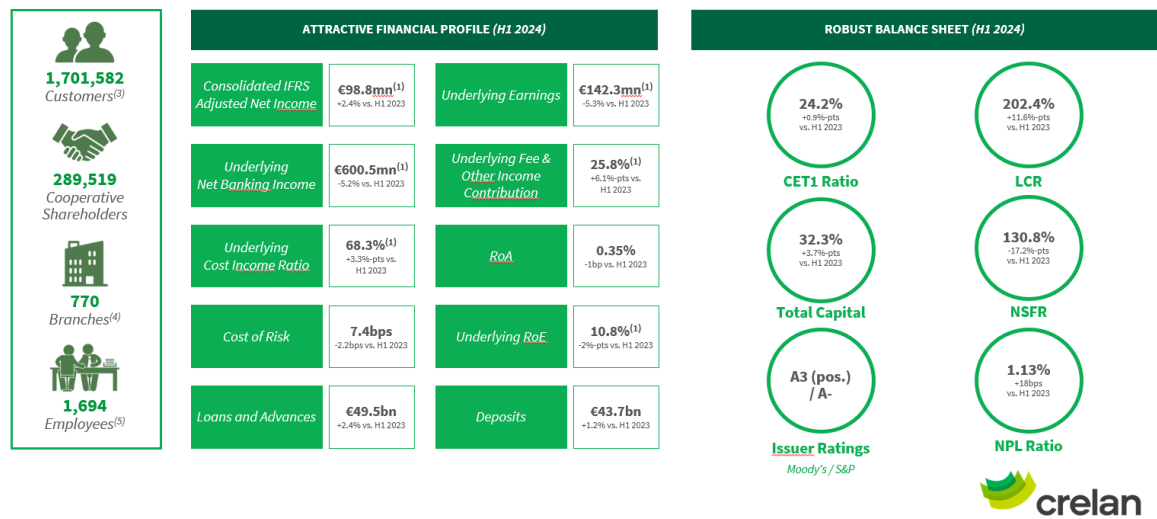 1,701,582
Customers(3)
289,519
Cooperative
Shareholders
770
Branches(4)
1,694
Employees(5)
ATTRACTIVE FINANCIAL PROFILE (H1 2024)
Consolidated IFRS
Adjusted Net Income
€98.8mn(1)
+2.4% vs. H1 2023
Underlying Earnings
€142.3mn(1)
-5.3% vs. H1 2023
Underlying
Net Banking Income
€600.5mn(1)
-5.2% vs. H1 2023
Underlying Fee &
Other Income
Contribution
25.8%(1)
+6.1%-pts vs.
H1 2023
Underlying
Cost Income Ratio
68.3%(1)
+3.3%-pts vs.
H1 2023
RoA
0.35%
-1bp vs. H1 2023
Cost of Risk
7.4bps
-2.2bps vs. H1 2023
Underlying RoE
10.8%(1)
-2%-pts vs. H1 2023
Loans and Advances
€49.5bn
+2.4% vs. H1 2023
Deposits
€43.7bn
+1.2% vs. H1 2023
ROBUST BALANCE SHEET (H1 2024)
24.2%
+0.9%-pts
vs. H1 2023
CET1 Ratio
202.4%
+11.6%-pts
vs. H1 2023
LCR
32.3%
+3.7%-pts
vs. H1 2023
Total Capital
130.8%
-17.2%-pts
vs. H1 2023
NSFR
A3 (pos.)
/ A-
Issuer Ratings
Moody's / S&P
1.13%
+18bps
vs. H1 2023
NPL Ratio
crelan